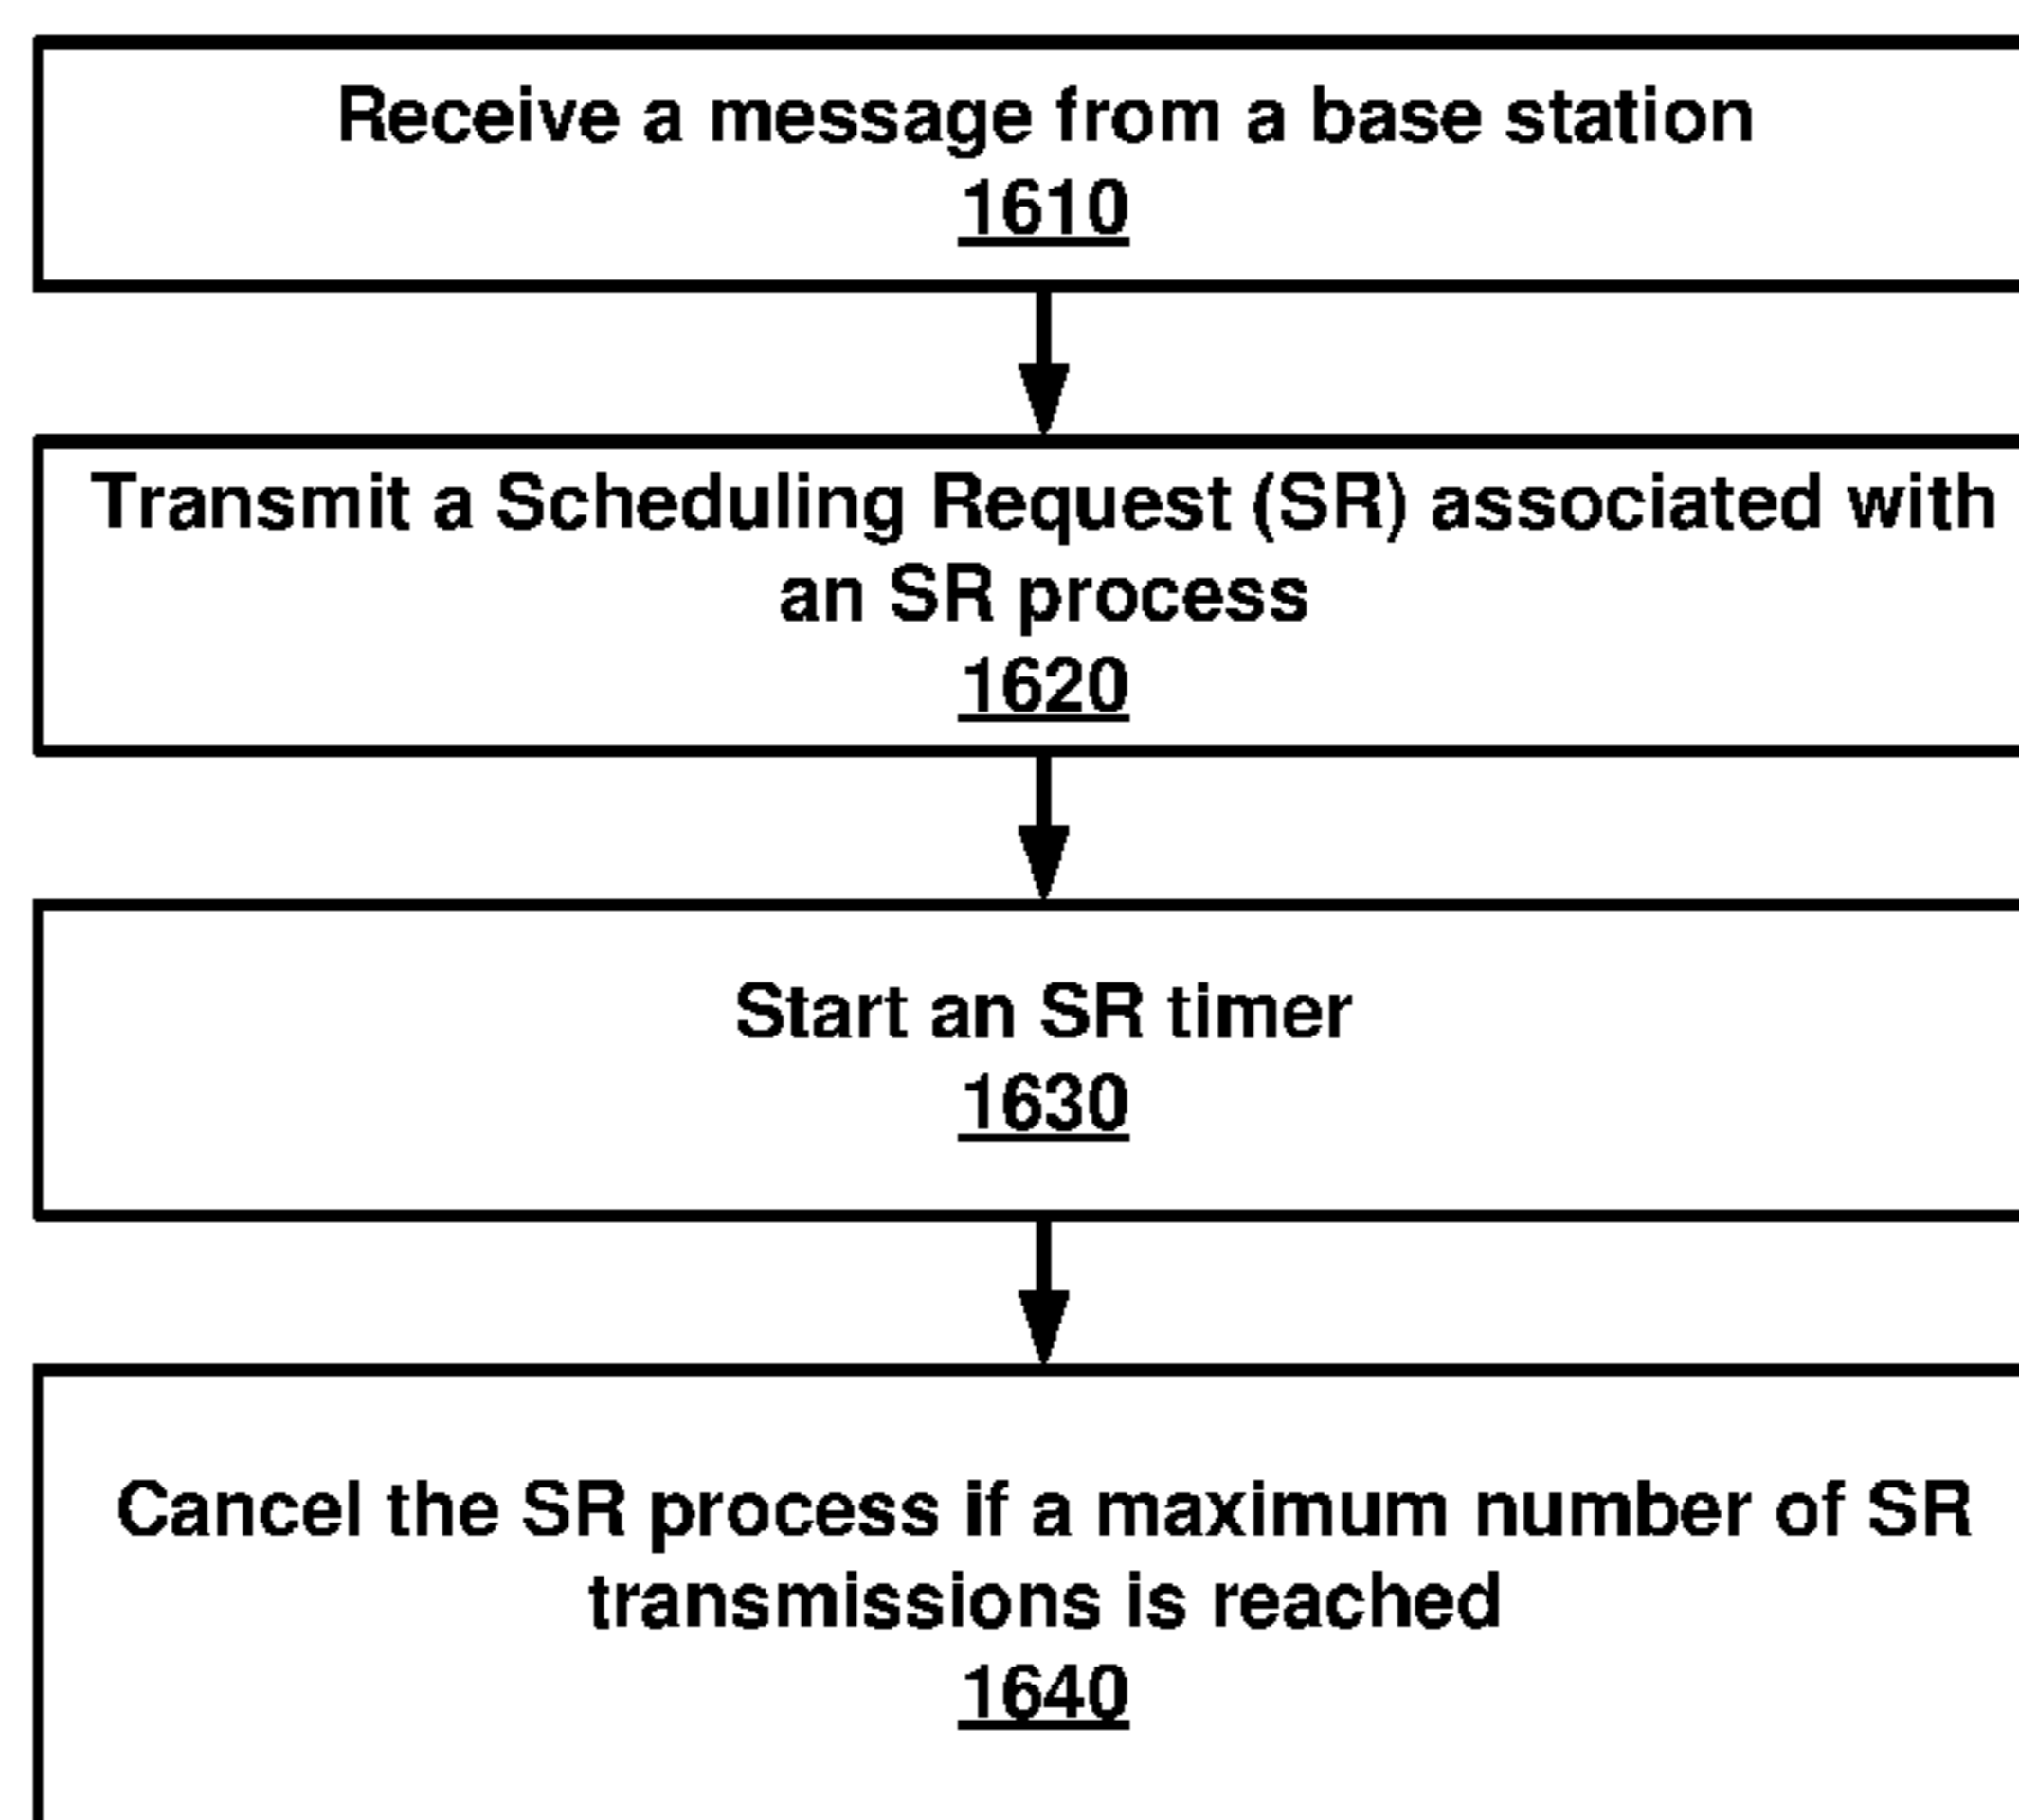 Receive a message from a base station
1610
Transmit a Scheduling Request (SR) associated with
an SR process
1620
Start an SR timer
1630
Cancel the SR process if a maximum number of SR
transmissions is reached
1640